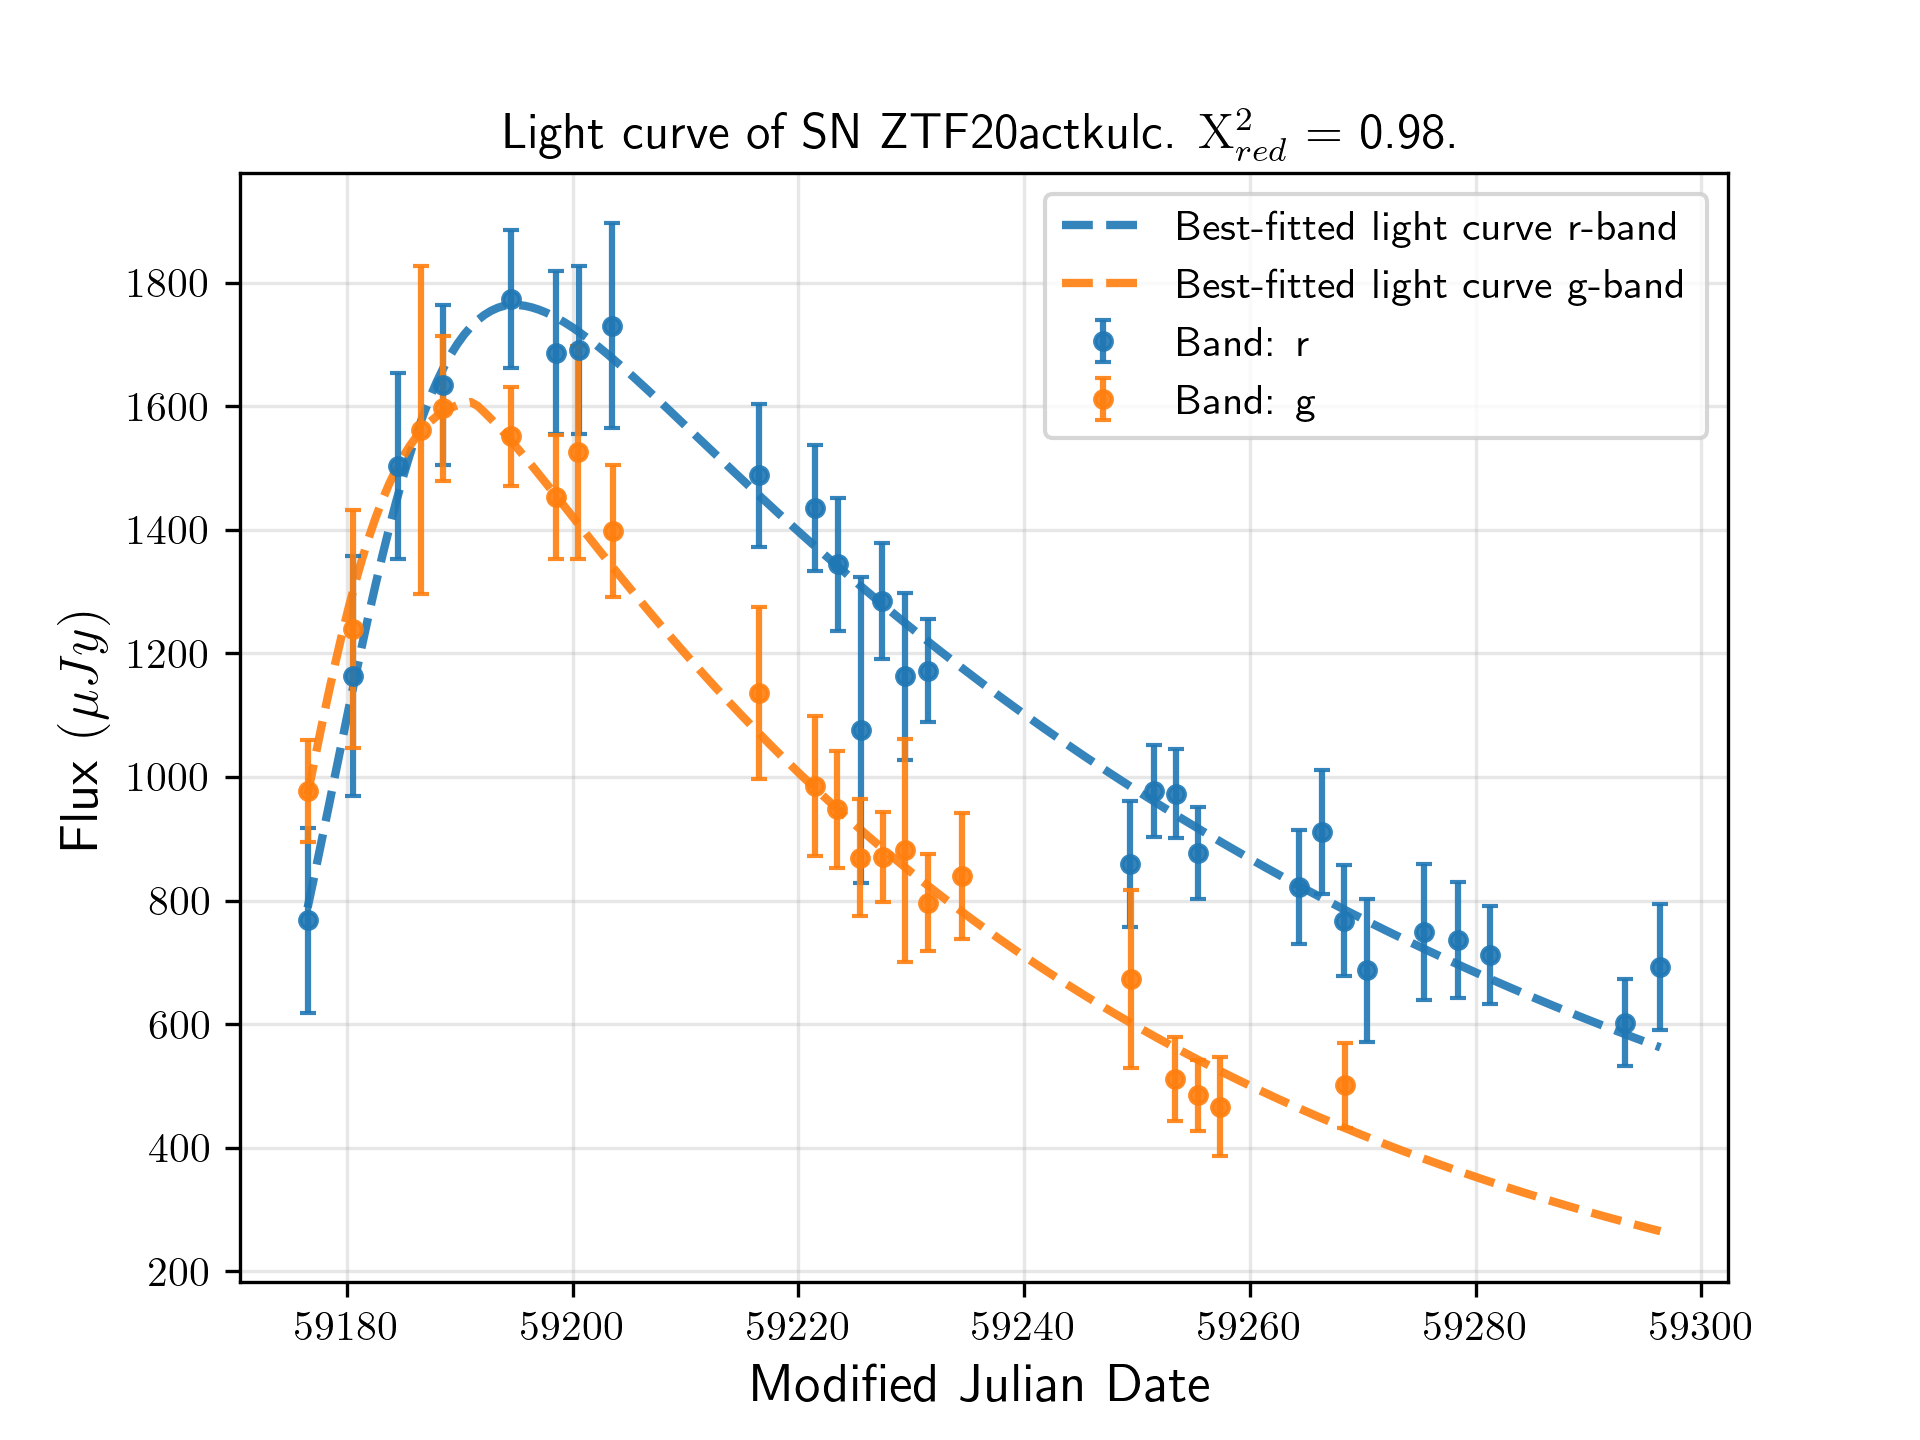 Light curve of SN ZTF20actkulc. X²_red = 0.98.
Best-fitted light curve r-band
Best-fitted light curve g-band
Band: r
Band: g
Flux (μJy)
1800
1600
1400
1200
1000
800
600
400
200
59180 59200 59220 59240 59260 59280 59300
Modified Julian Date